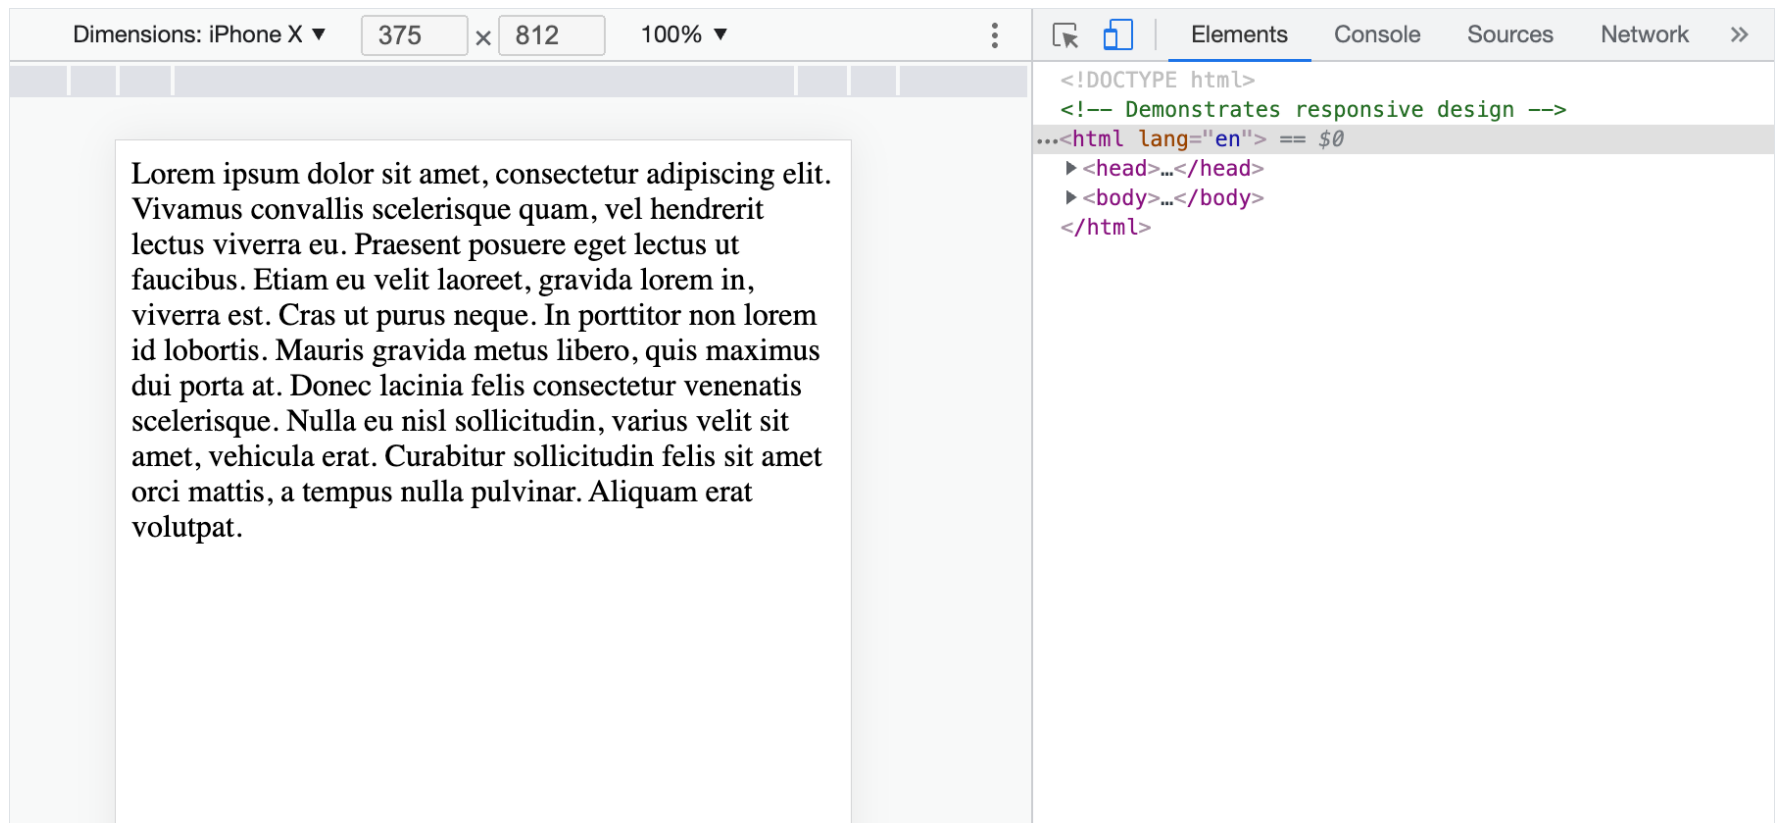 Dimensions: iPhone X ▼ 375 × 812 100% ▼
Elements Console Sources Network »
<!DOCTYPE html>
<!-- Demonstrates responsive design -->
…<html lang="en"> == $0
▶<head>…</head>
▶<body>…</body>
</html>
Lorem ipsum dolor sit amet, consectetur adipiscing elit.
Vivamus convallis scelerisque quam, vel hendrerit
lectus viverra eu. Praesent posuere eget lectus ut
faucibus. Etiam eu velit laoreet, gravida lorem in,
viverra est. Cras ut purus neque. In porttitor non lorem
id lobortis. Mauris gravida metus libero, quis maximus
dui porta at. Donec lacinia felis consectetur venenatis
scelerisque. Nulla eu nisl sollicitudin, varius velit sit
amet, vehicula erat. Curabitur sollicitudin felis sit amet
orci mattis, a tempus nulla pulvinar. Aliquam erat
volutpat.